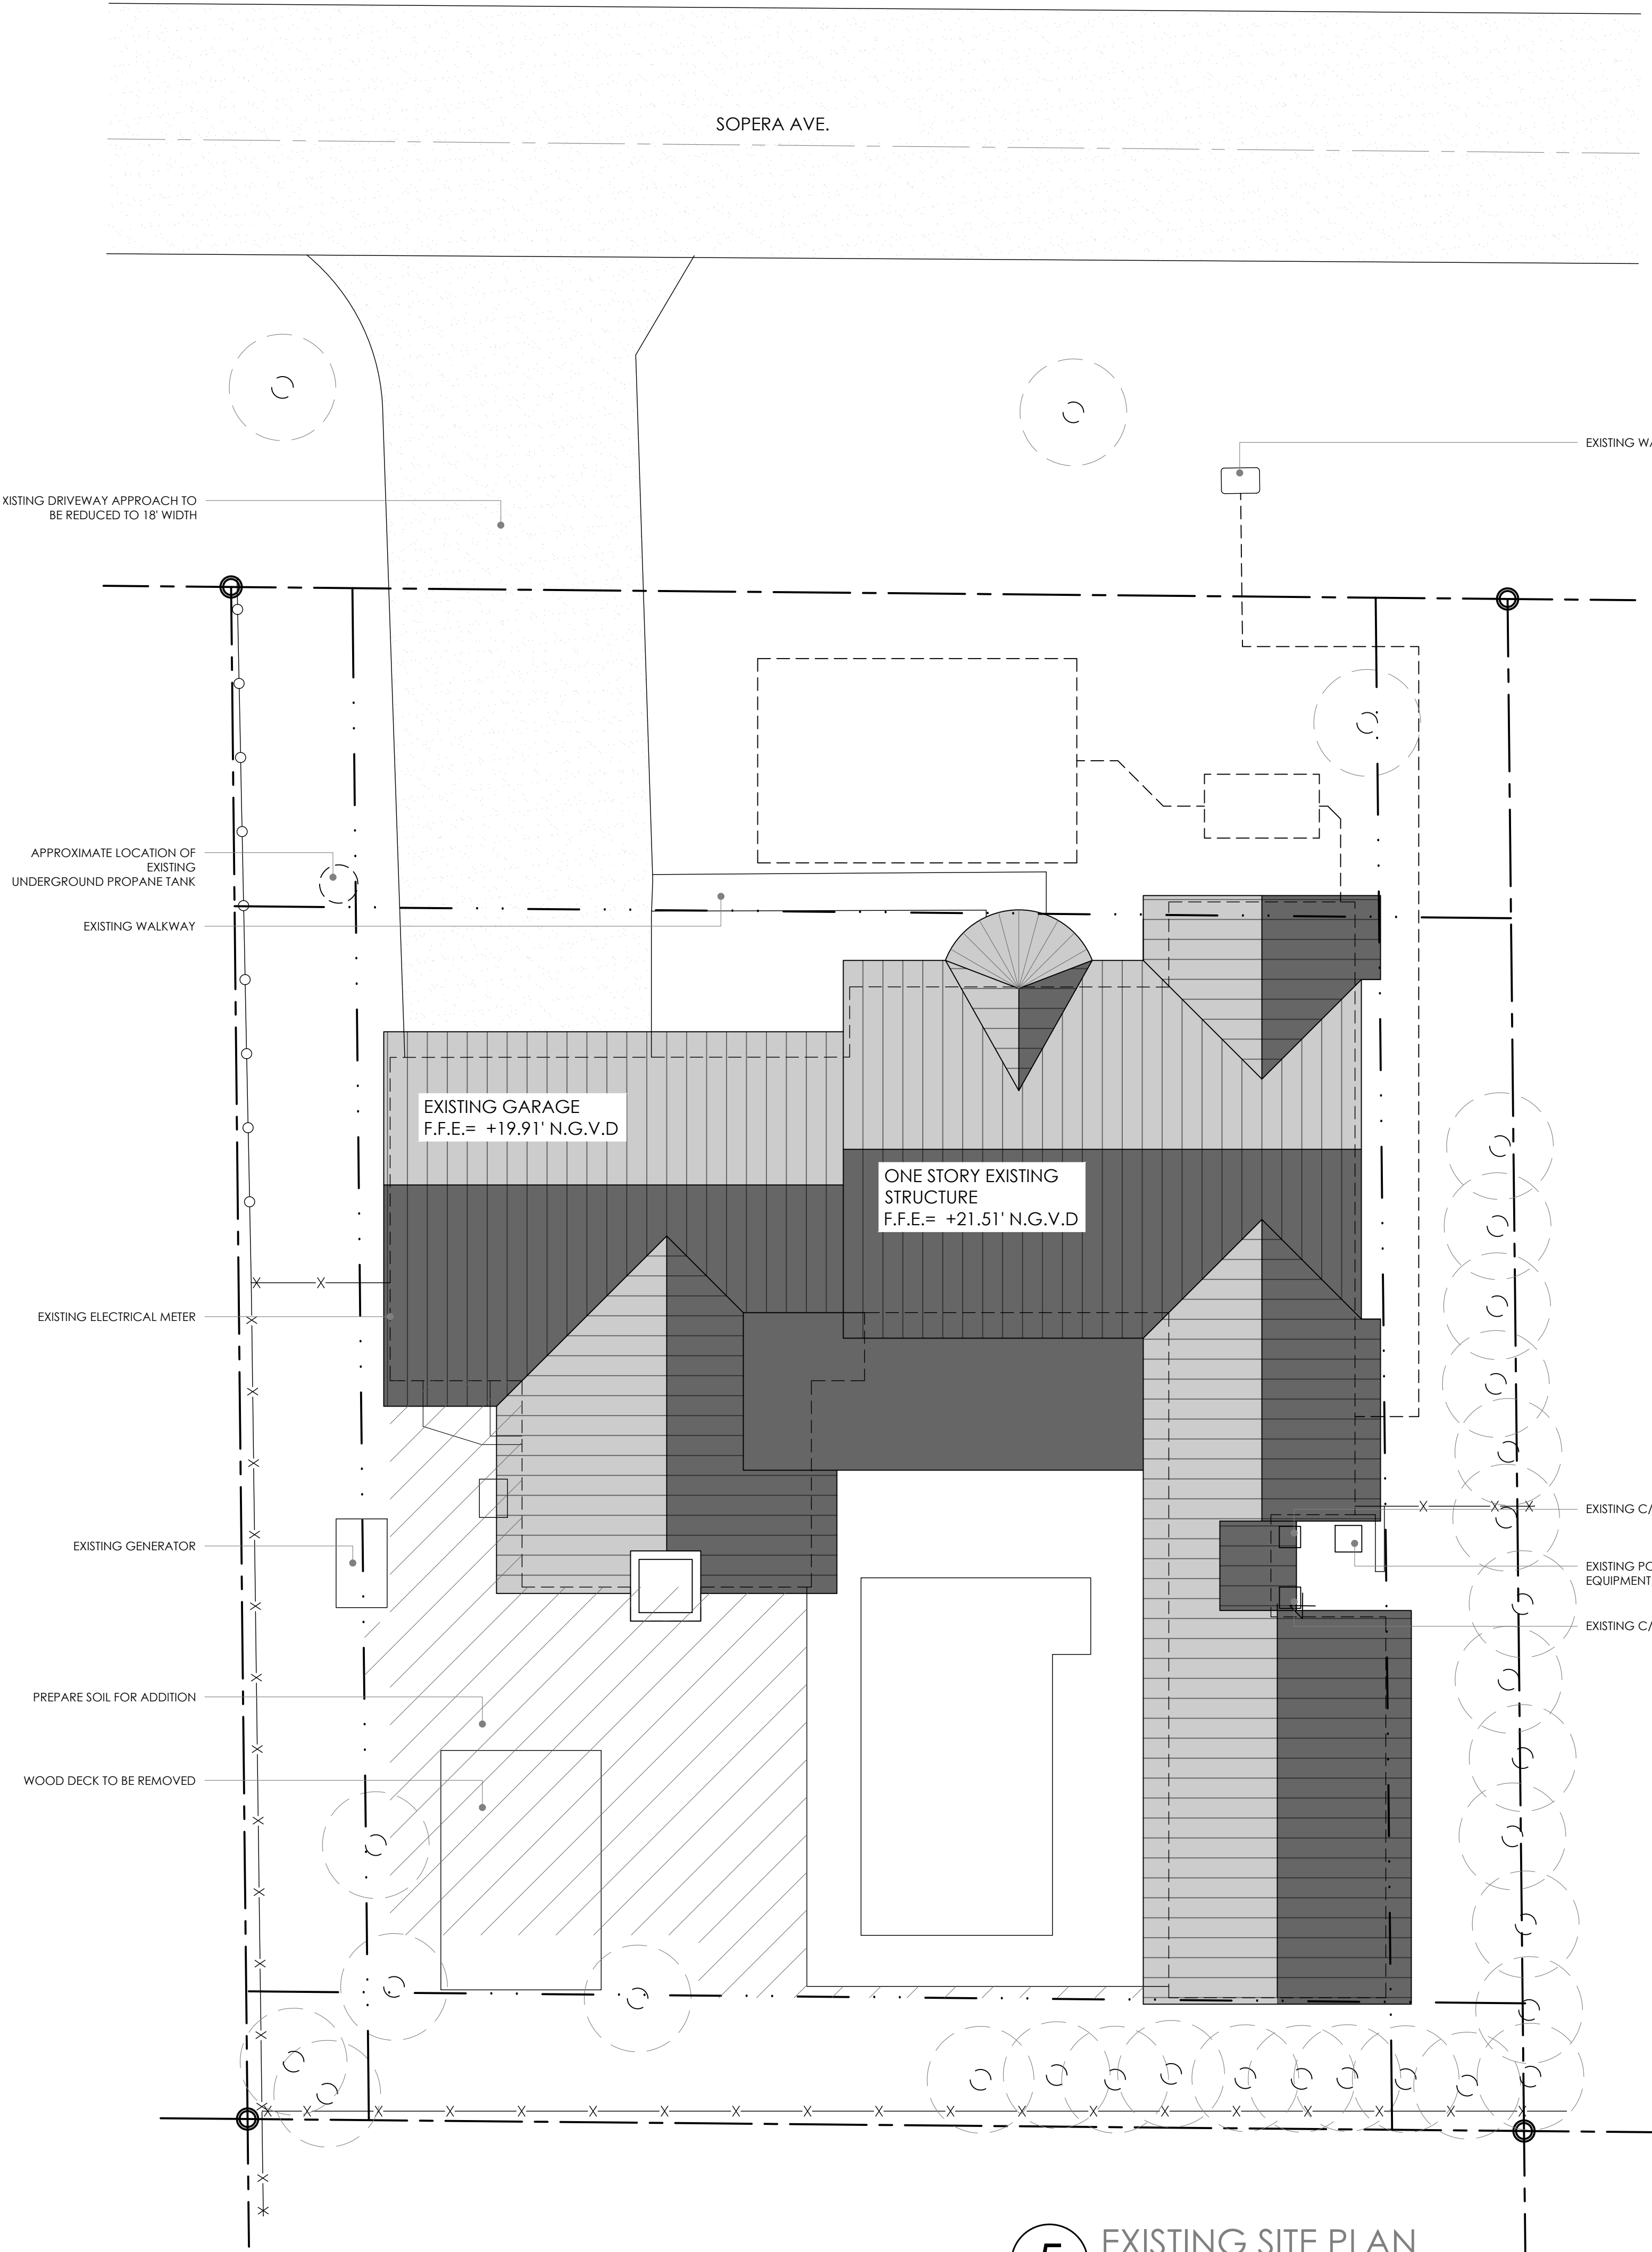 SOPERA AVE.
XISTING DRIVEWAY APPROACH TO
BE REDUCED TO 18' WIDTH
EXISTING
APPROXIMATE LOCATION OF
EXISTING
UNDERGROUND PROPANE TANK
EXISTING WALKWAY
EXISTING GARAGE
F.F.E.= +19.91' N.G.V.D
ONE STORY EXISTING
STRUCTURE
F.F.E.= +21.51' N.G.V.D
EXISTING ELECTRICAL METER
EXISTING C/
EXISTING GENERATOR
EXISTING
EQUIPMENT
EXISTING C/
PREPARE SOIL FOR ADDITION
WOOD DECK TO BE REMOVED
EXISTING SITE PLAN